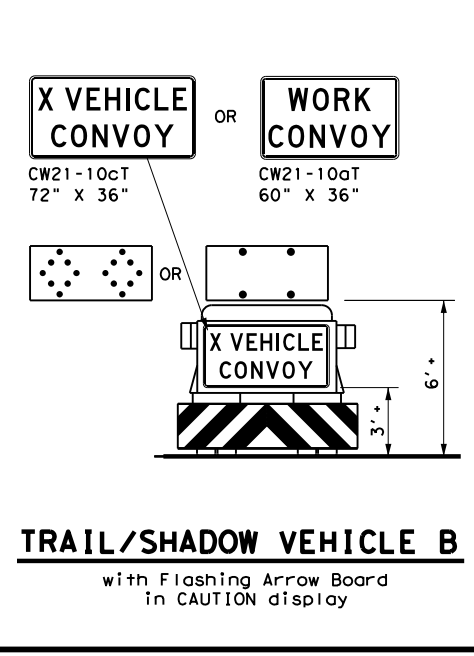 X VEHICLE
CONVOY
OR
WORK
CONVOY
CW21-10cT
72" X 36"
CW21-10aT
60" X 36"
OR
X VEHICLE
CONVOY
6'+
3'+
TRAIL/SHADOW VEHICLE B
with Flashing Arrow Board
in CAUTION display